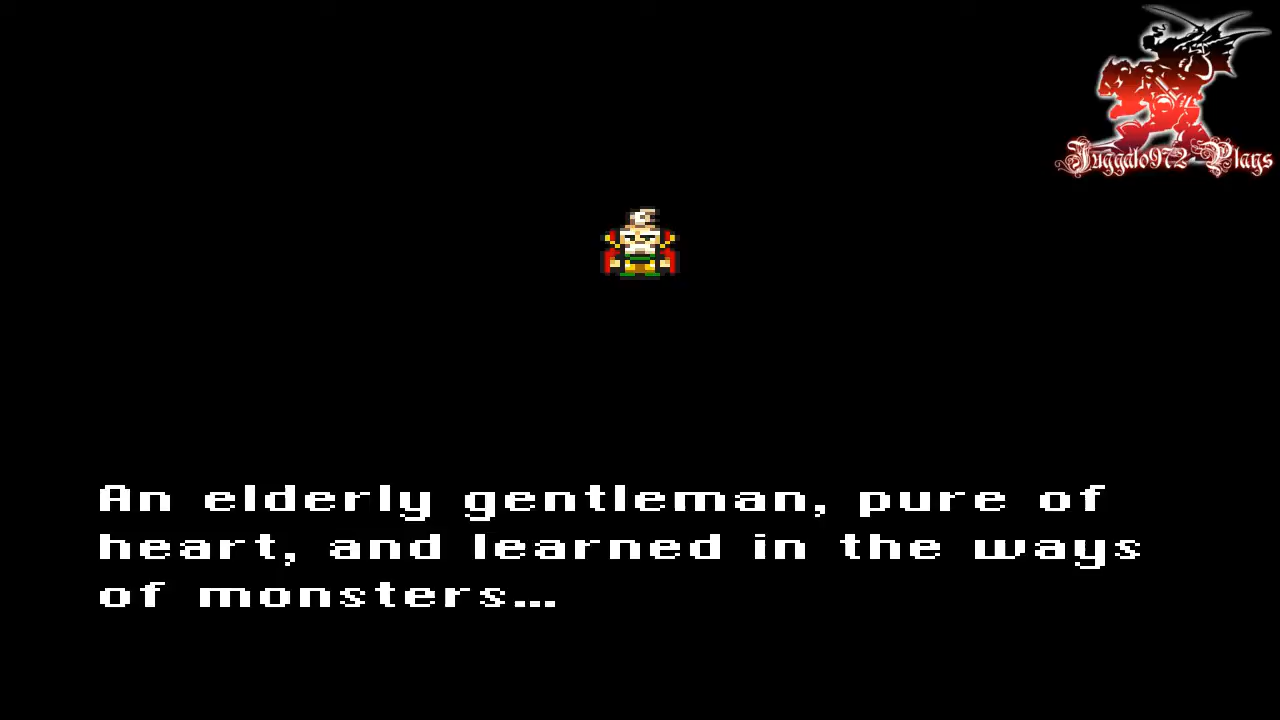 Juggalo972 Plays
An elderly gentleman, pure of
heart, and learned in the ways
of monsters...